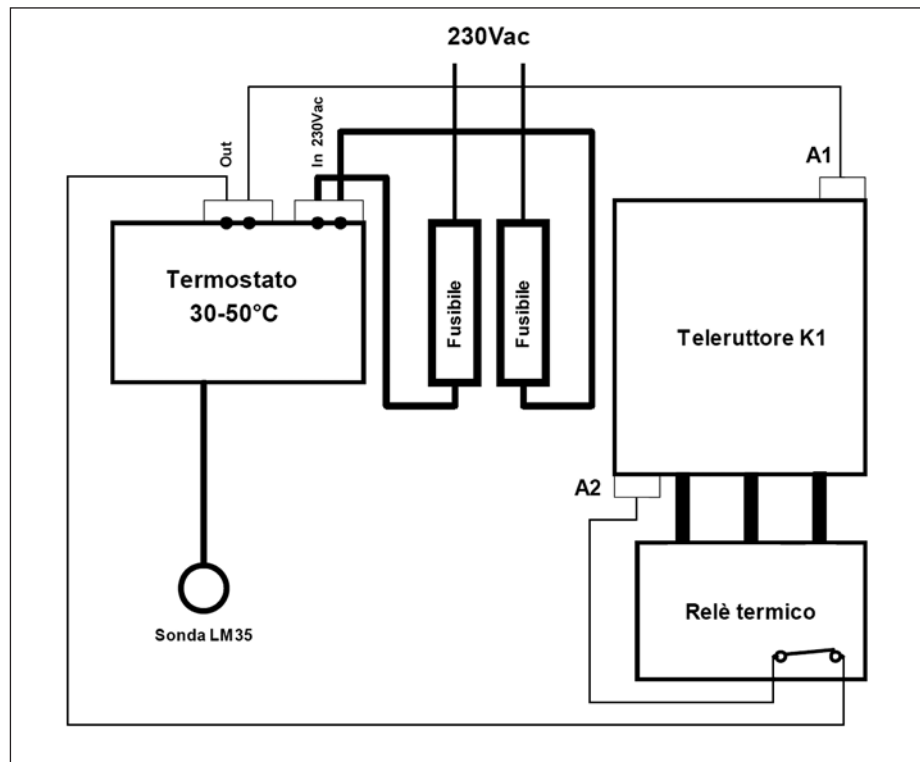 230Vac
Out
In 230Vac
A1
Termostato
30-50°C
Fusibile
Fusibile
Teleruttore K1
A2
Relè termico
Sonda LM35